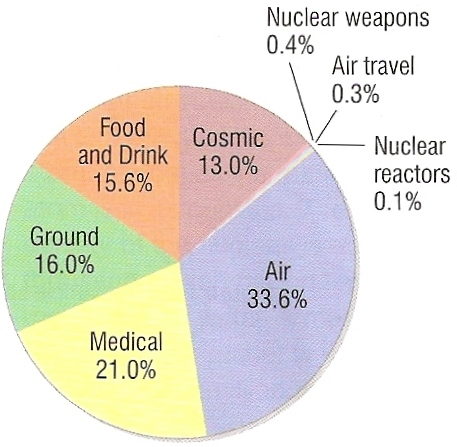 Nuclear weapons
0.4%
Air travel
0.3%
Nuclear
reactors
0.1%
Cosmic
13.0%
Food
and Drink
15.6%
Ground
16.0%
Air
33.6%
Medical
21.0%